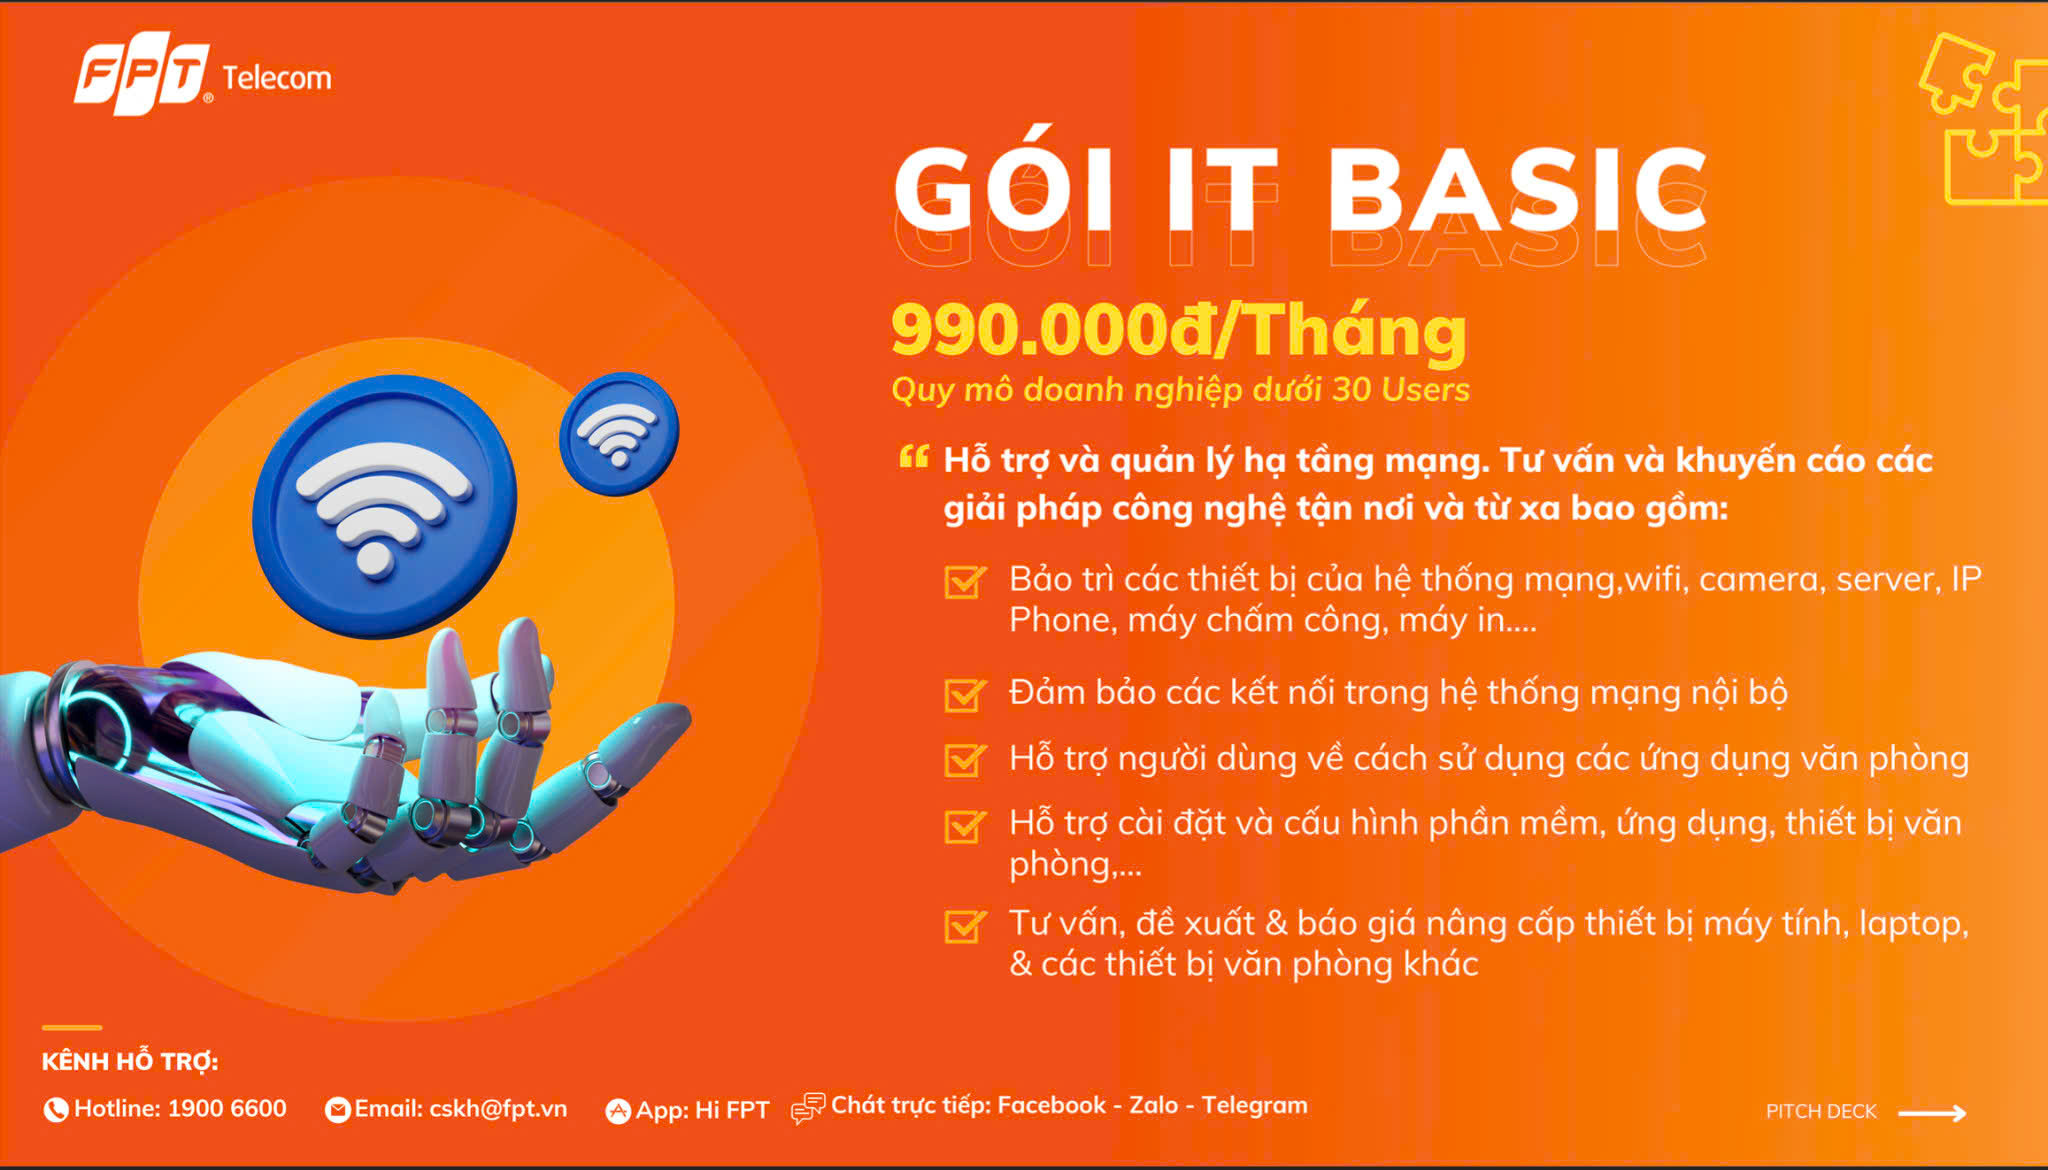 FPT® Telecom
GÓI IT BASIC
990.000đ/Tháng
Quy mô doanh nghiệp dưới 30 Users
“ Hỗ trợ và quản lý hạ tầng mạng. Tư vấn và khuyến cáo các
giải pháp công nghệ tận nơi và từ xa bao gồm:
Bảo trì các thiết bị của hệ thống mạng,wifi, camera, server, IP
Phone, máy chấm công, máy in....
Đảm bảo các kết nối trong hệ thống mạng nội bộ
Hỗ trợ người dùng về cách sử dụng các ứng dụng văn phòng
Hỗ trợ cài đặt và cấu hình phần mềm, ứng dụng, thiết bị văn
phòng,...
Tư vấn, đề xuất & báo giá nâng cấp thiết bị máy tính, laptop,
& các thiết bị văn phòng khác
KÊNH HỖ TRỢ:
Hotline: 1900 6600 Email: cskh@fpt.vn App: Hi FPT Chát trực tiếp: Facebook - Zalo - Telegram
PITCH DECK